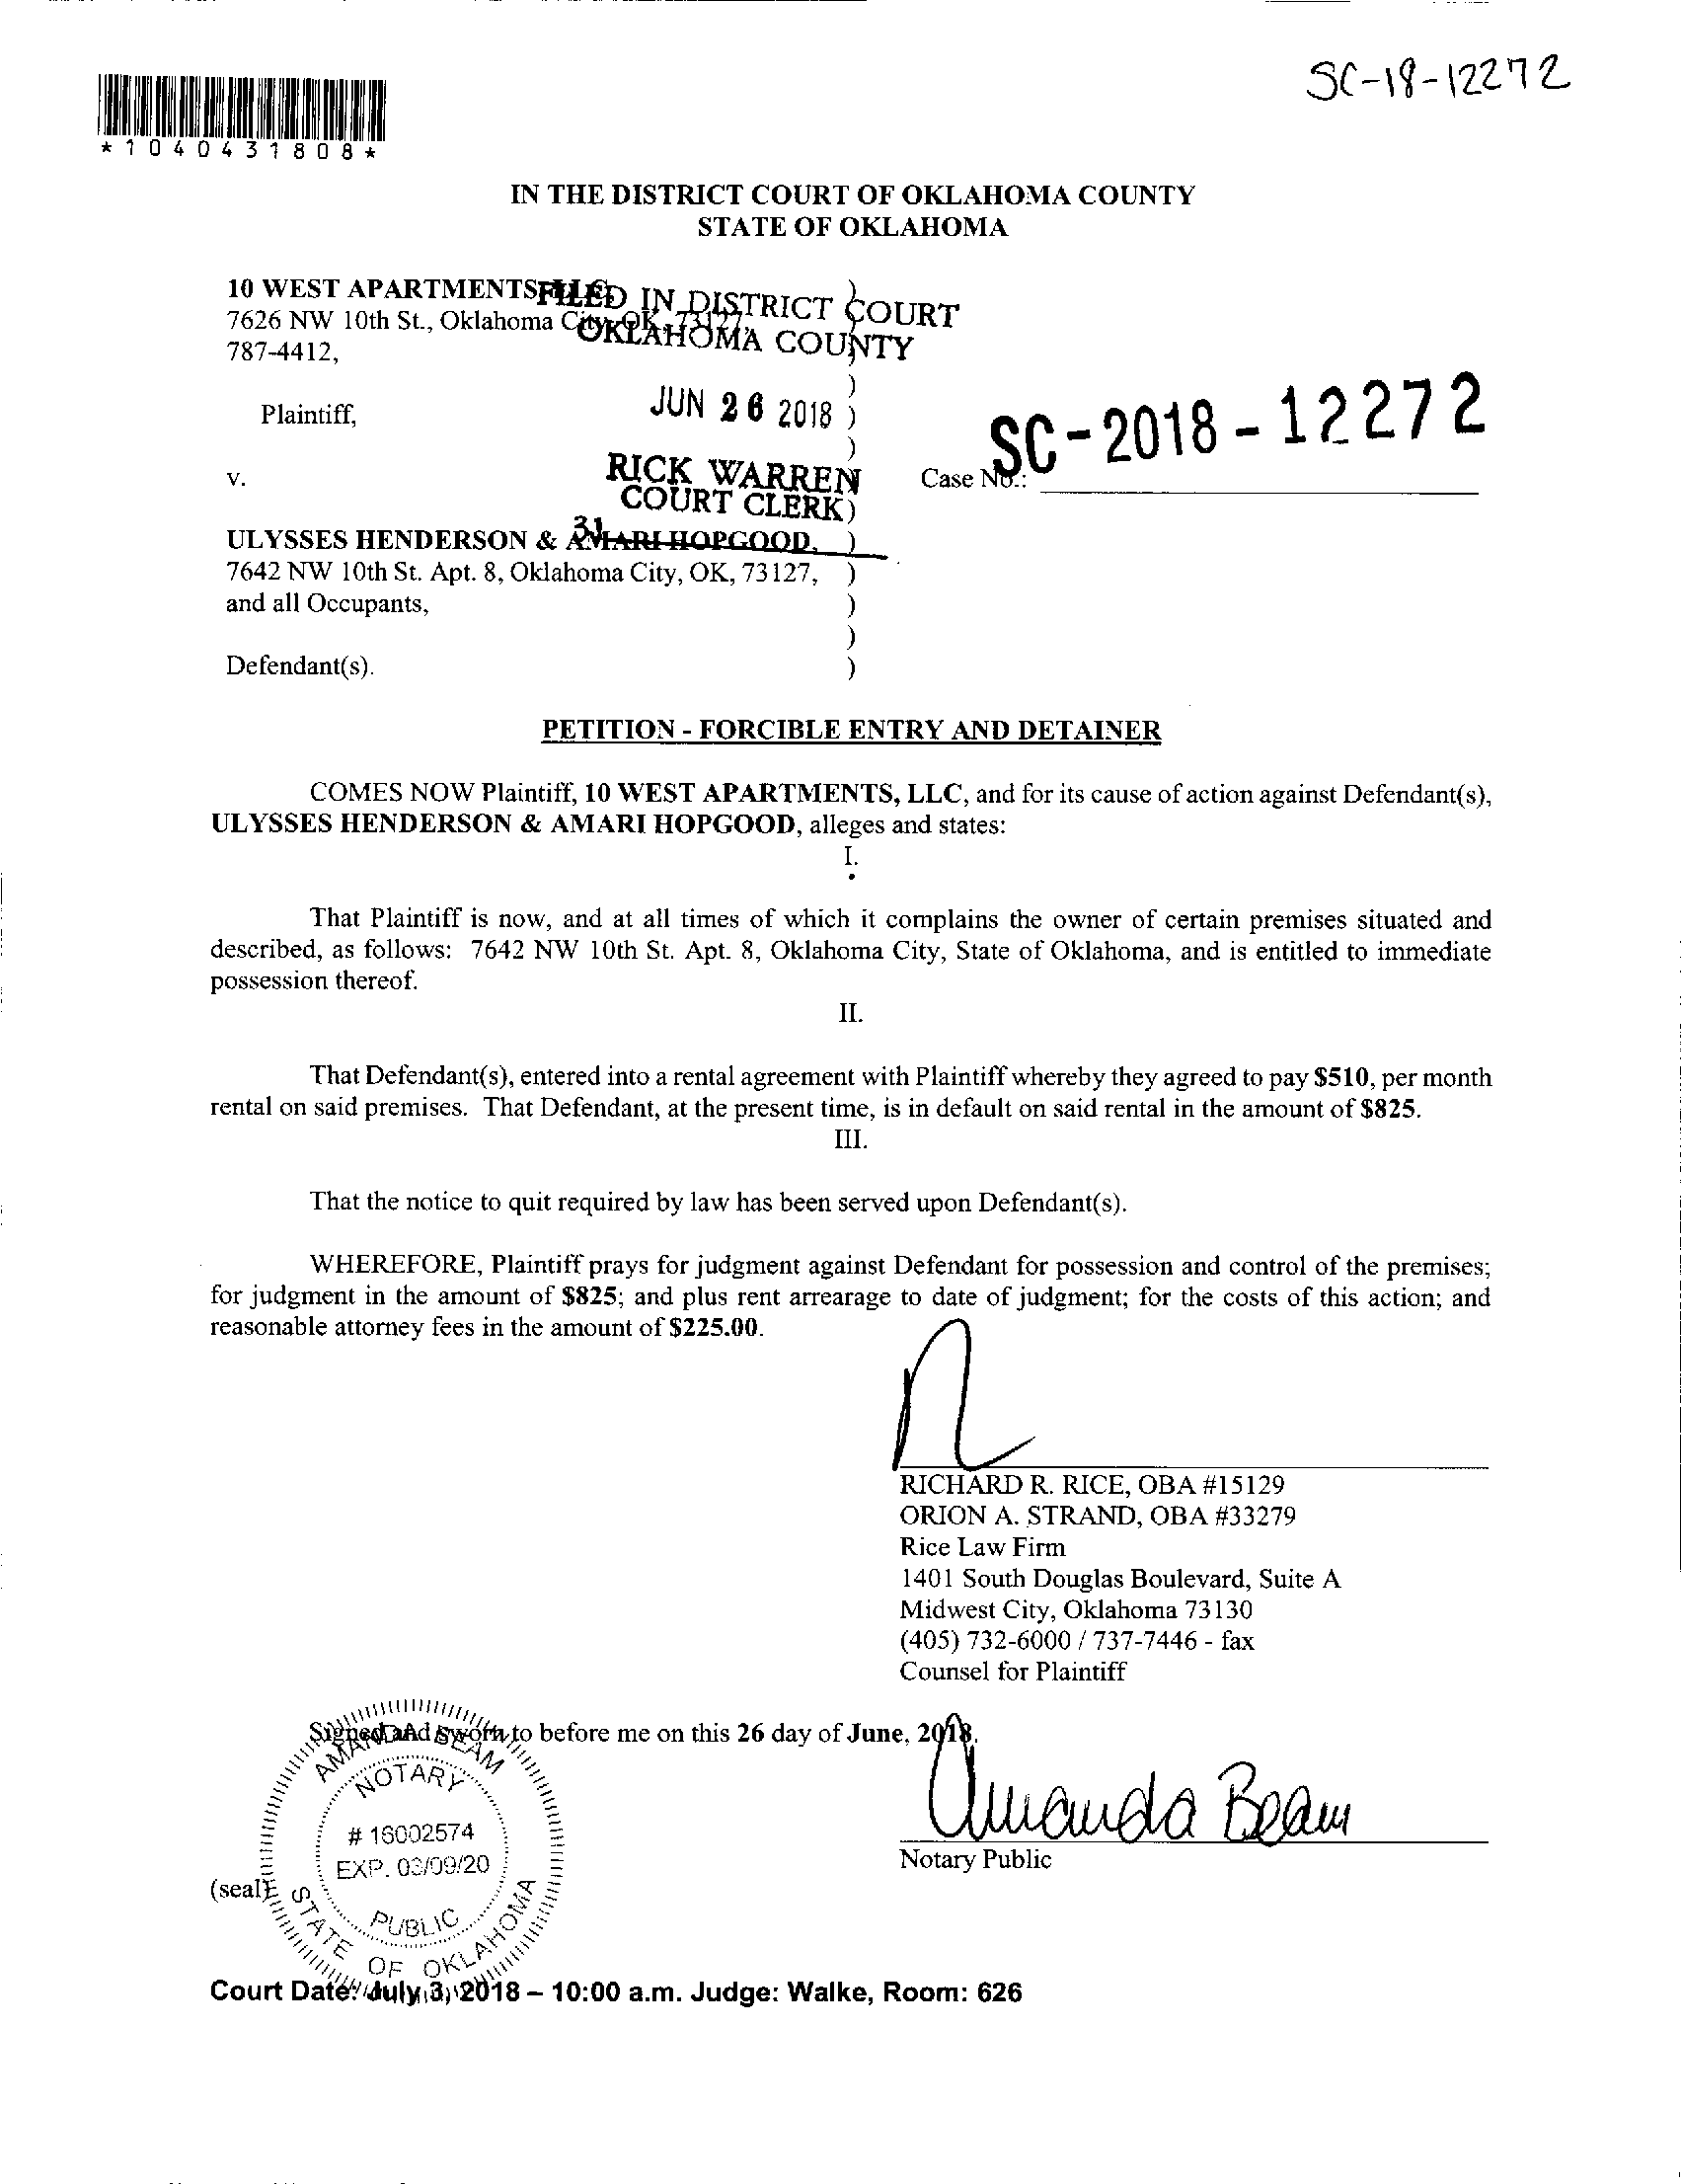 SC-18-12272
*1040431808*
IN THE DISTRICT COURT OF OKLAHOMA COUNTY
STATE OF OKLAHOMA
10 WEST APARTMENTS, LLC,
7626 NW 10th St., Oklahoma City, OK, 73127,
787-4412,
FILED IN DISTRICT COURT
OKLAHOMA COUNTY
JUN 26 2018
Plaintiff,
SC-2018-12272
RICK WARREN
COURT CLERK
v.
Case No.:
31
ULYSSES HENDERSON & AMARI HOPGOOD,
7642 NW 10th St. Apt. 8, Oklahoma City, OK, 73127,
and all Occupants,
Defendant(s).
PETITION - FORCIBLE ENTRY AND DETAINER
COMES NOW Plaintiff, 10 WEST APARTMENTS, LLC, and for its cause of action against Defendant(s),
ULYSSES HENDERSON & AMARI HOPGOOD, alleges and states:
I.
That Plaintiff is now, and at all times of which it complains the owner of certain premises situated and
described, as follows: 7642 NW 10th St. Apt. 8, Oklahoma City, State of Oklahoma, and is entitled to immediate
possession thereof.
II.
That Defendant(s), entered into a rental agreement with Plaintiff whereby they agreed to pay $510, per month
rental on said premises. That Defendant, at the present time, is in default on said rental in the amount of $825.
III.
That the notice to quit required by law has been served upon Defendant(s).
WHEREFORE, Plaintiff prays for judgment against Defendant for possession and control of the premises;
for judgment in the amount of $825; and plus rent arrearage to date of judgment; for the costs of this action; and
reasonable attorney fees in the amount of $225.00.
RICHARD R. RICE, OBA #15129
ORION A. STRAND, OBA #33279
Rice Law Firm
1401 South Douglas Boulevard, Suite A
Midwest City, Oklahoma 73130
(405) 732-6000 / 737-7446 - fax
Counsel for Plaintiff
Signed and sworn to before me on this 26 day of June, 2018.
Amanda Beam
Notary Public
AMANDA BEAM
NOTARY
# 16002574
EXP. 03/09/20
PUBLIC
STATE OF OKLAHOMA
(seal)
Court Date: July 3, 2018 – 10:00 a.m. Judge: Walke, Room: 626